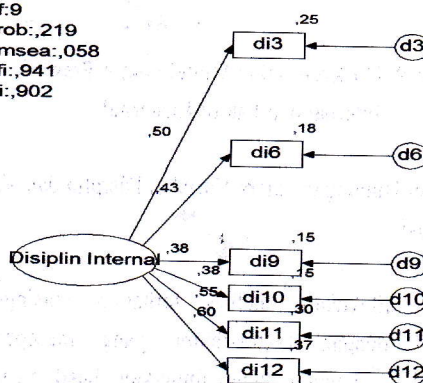 f:9
rob:,219
msea:,058
fi:,941
i:,902
,25
di3
d3
,50
,18
di6
d6
,43
,15
Disiplin Internal
,38
di9
d9
,38
,15
di10
d10
,55
,30
di11
d11
,60
,37
di12
d12